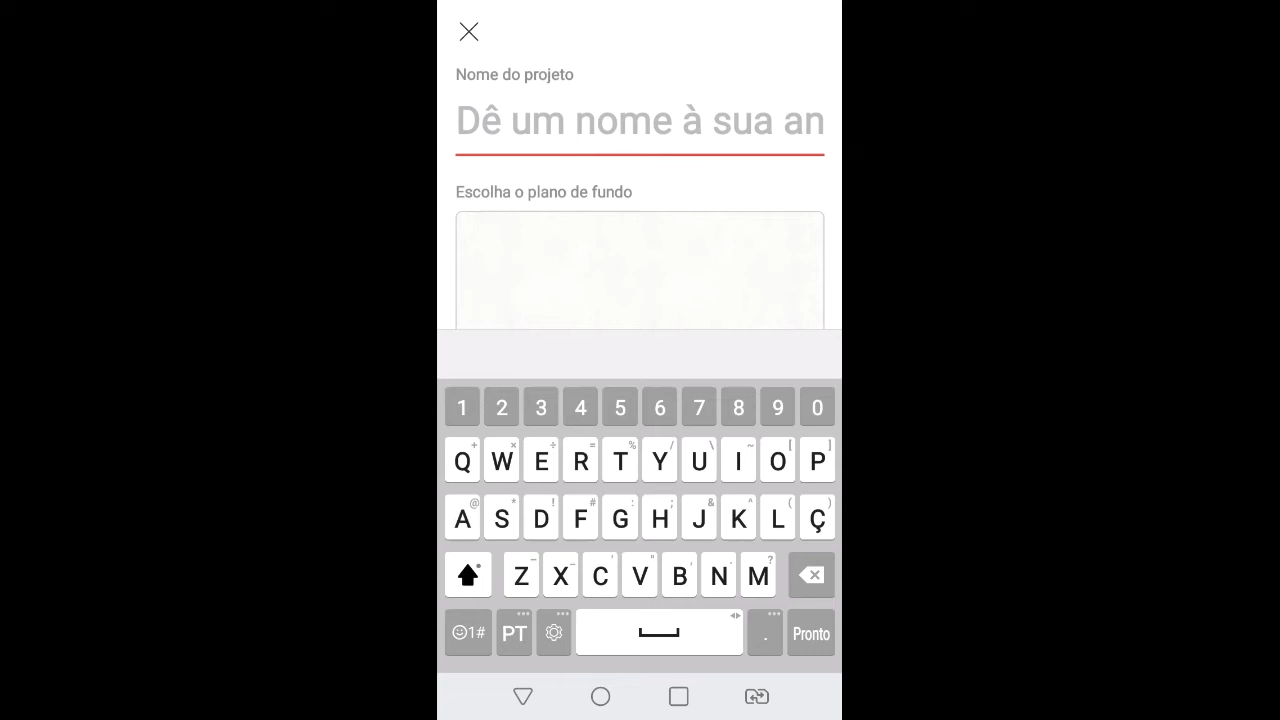 Nome do projeto
Dê um nome à sua an
Escolha o plano de fundo
1 2 3 4 5 6 7 8 9 0
+ × ÷ = % / \ ~ [ ]
Q W E R T Y U I O P
@ * ! # : ; & ^ ( )
A S D F G H J K L Ç
- _ ' " , . ?
Z X C V B N M
1# PT . Pronto